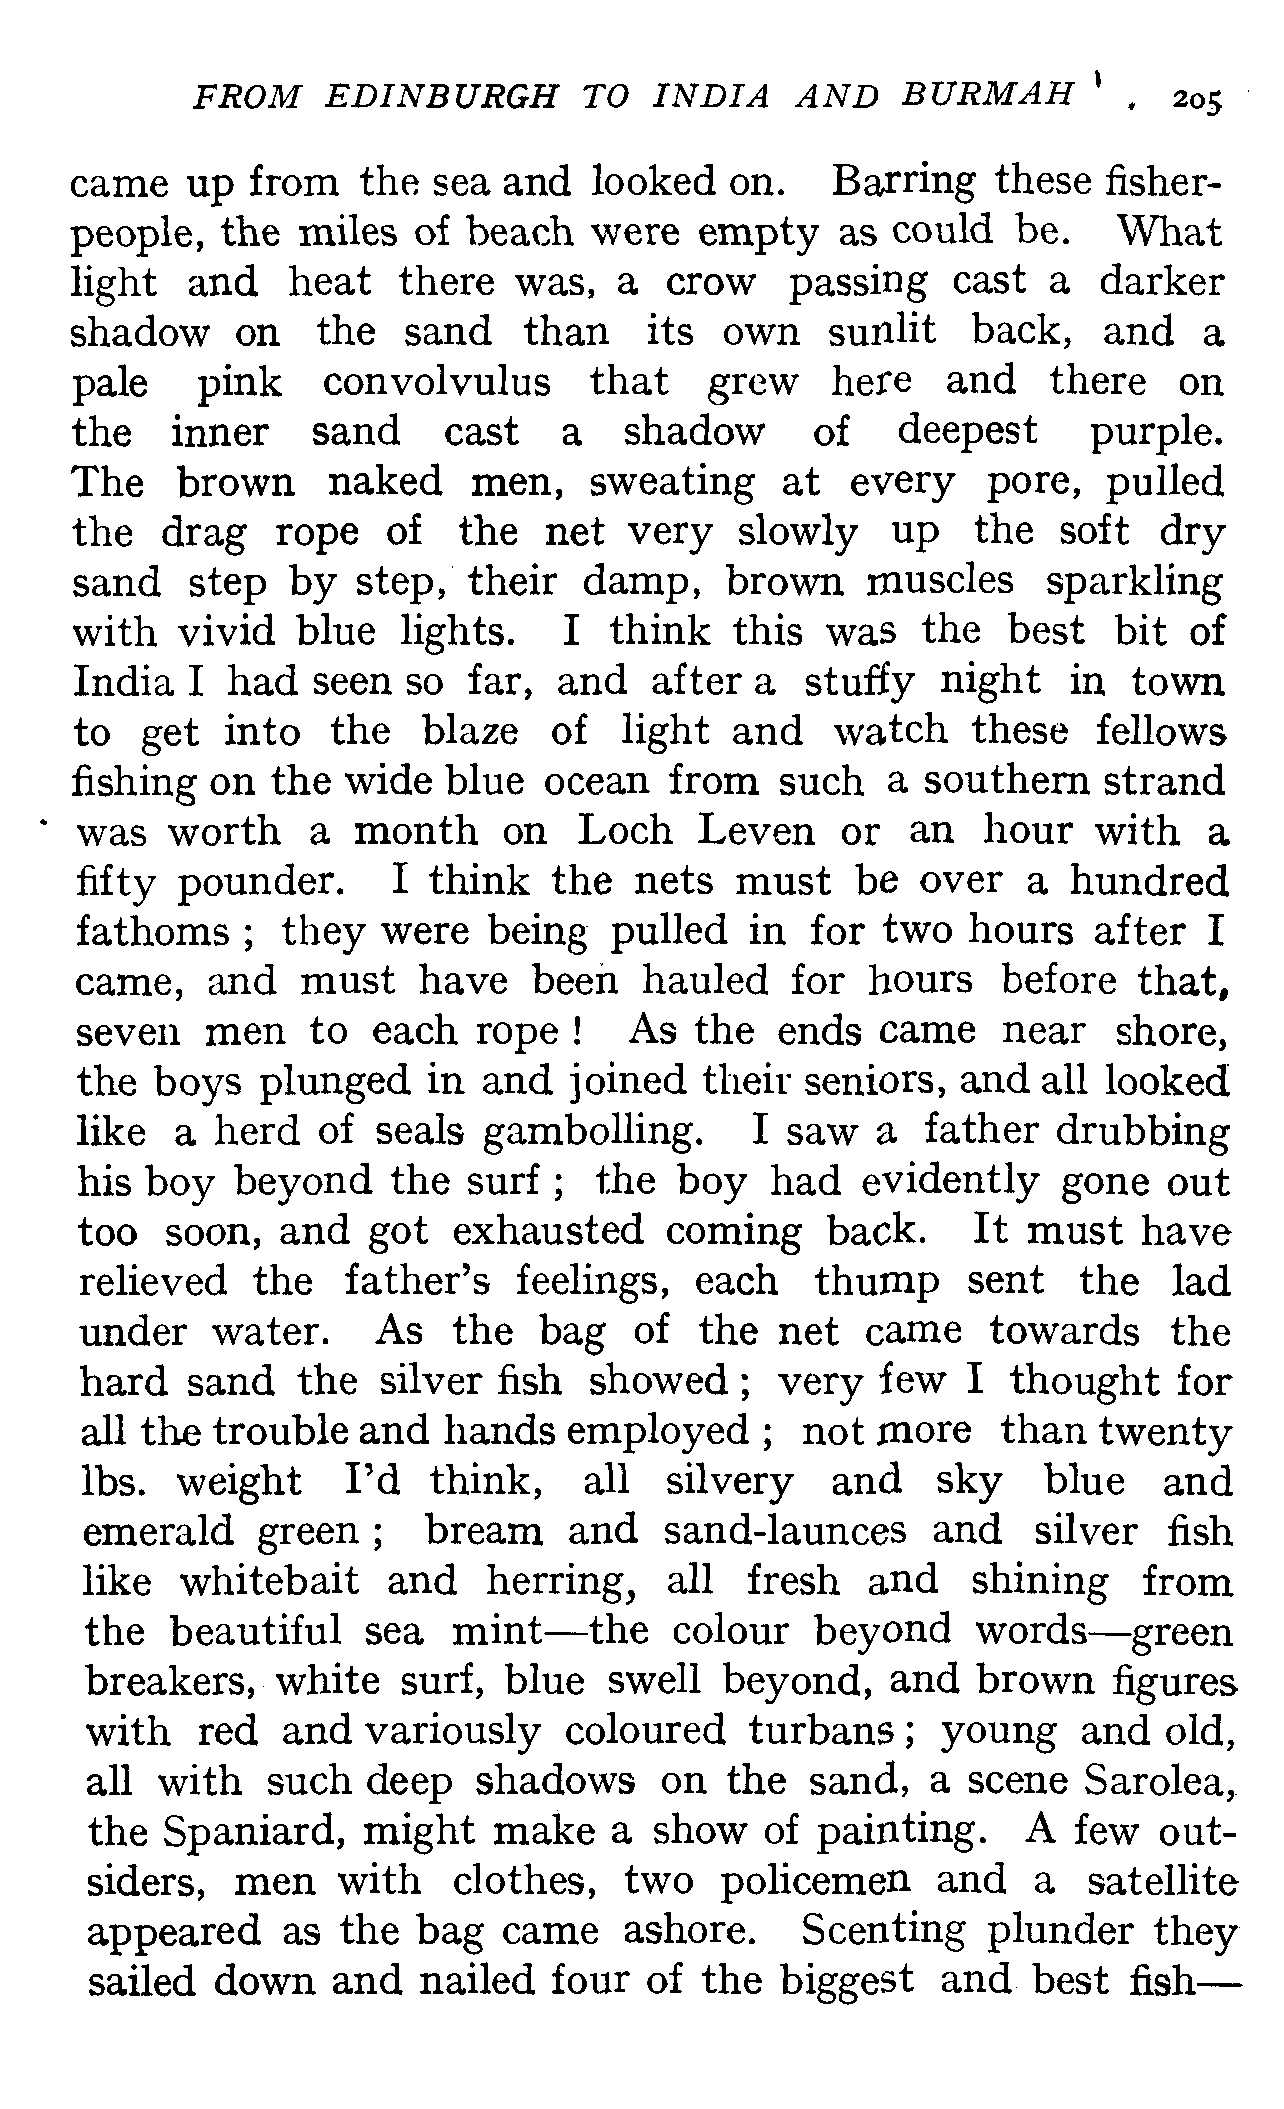 FROM EDINBURGH TO INDIA AND BURMAH 205
came up from the sea and looked on. Barring these fisher-
people, the miles of beach were empty as could be. What
light and heat there was, a crow passing cast a darker
shadow on the sand than its own sunlit back, and a
pale pink convolvulus that grew here and there on
the inner sand cast a shadow of deepest purple.
The brown naked men, sweating at every pore, pulled
the drag rope of the net very slowly up the soft dry
sand step by step, their damp, brown muscles sparkling
with vivid blue lights. I think this was the best bit of
India I had seen so far, and after a stuffy night in town
to get into the blaze of light and watch these fellows
fishing on the wide blue ocean from such a southern strand
was worth a month on Loch Leven or an hour with a
fifty pounder. I think the nets must be over a hundred
fathoms ; they were being pulled in for two hours after I
came, and must have been hauled for hours before that,
seven men to each rope ! As the ends came near shore,
the boys plunged in and joined their seniors, and all looked
like a herd of seals gambolling. I saw a father drubbing
his boy beyond the surf ; the boy had evidently gone out
too soon, and got exhausted coming back. It must have
relieved the father's feelings, each thump sent the lad
under water. As the bag of the net came towards the
hard sand the silver fish showed ; very few I thought for
all the trouble and hands employed ; not more than twenty
lbs. weight I'd think, all silvery and sky blue and
emerald green ; bream and sand-launces and silver fish
like whitebait and herring, all fresh and shining from
the beautiful sea mint—the colour beyond words—green
breakers, white surf, blue swell beyond, and brown figures
with red and variously coloured turbans ; young and old,
all with such deep shadows on the sand, a scene Sarolea,
the Spaniard, might make a show of painting. A few out-
siders, men with clothes, two policemen and a satellite
appeared as the bag came ashore. Scenting plunder they
sailed down and nailed four of the biggest and best fish—